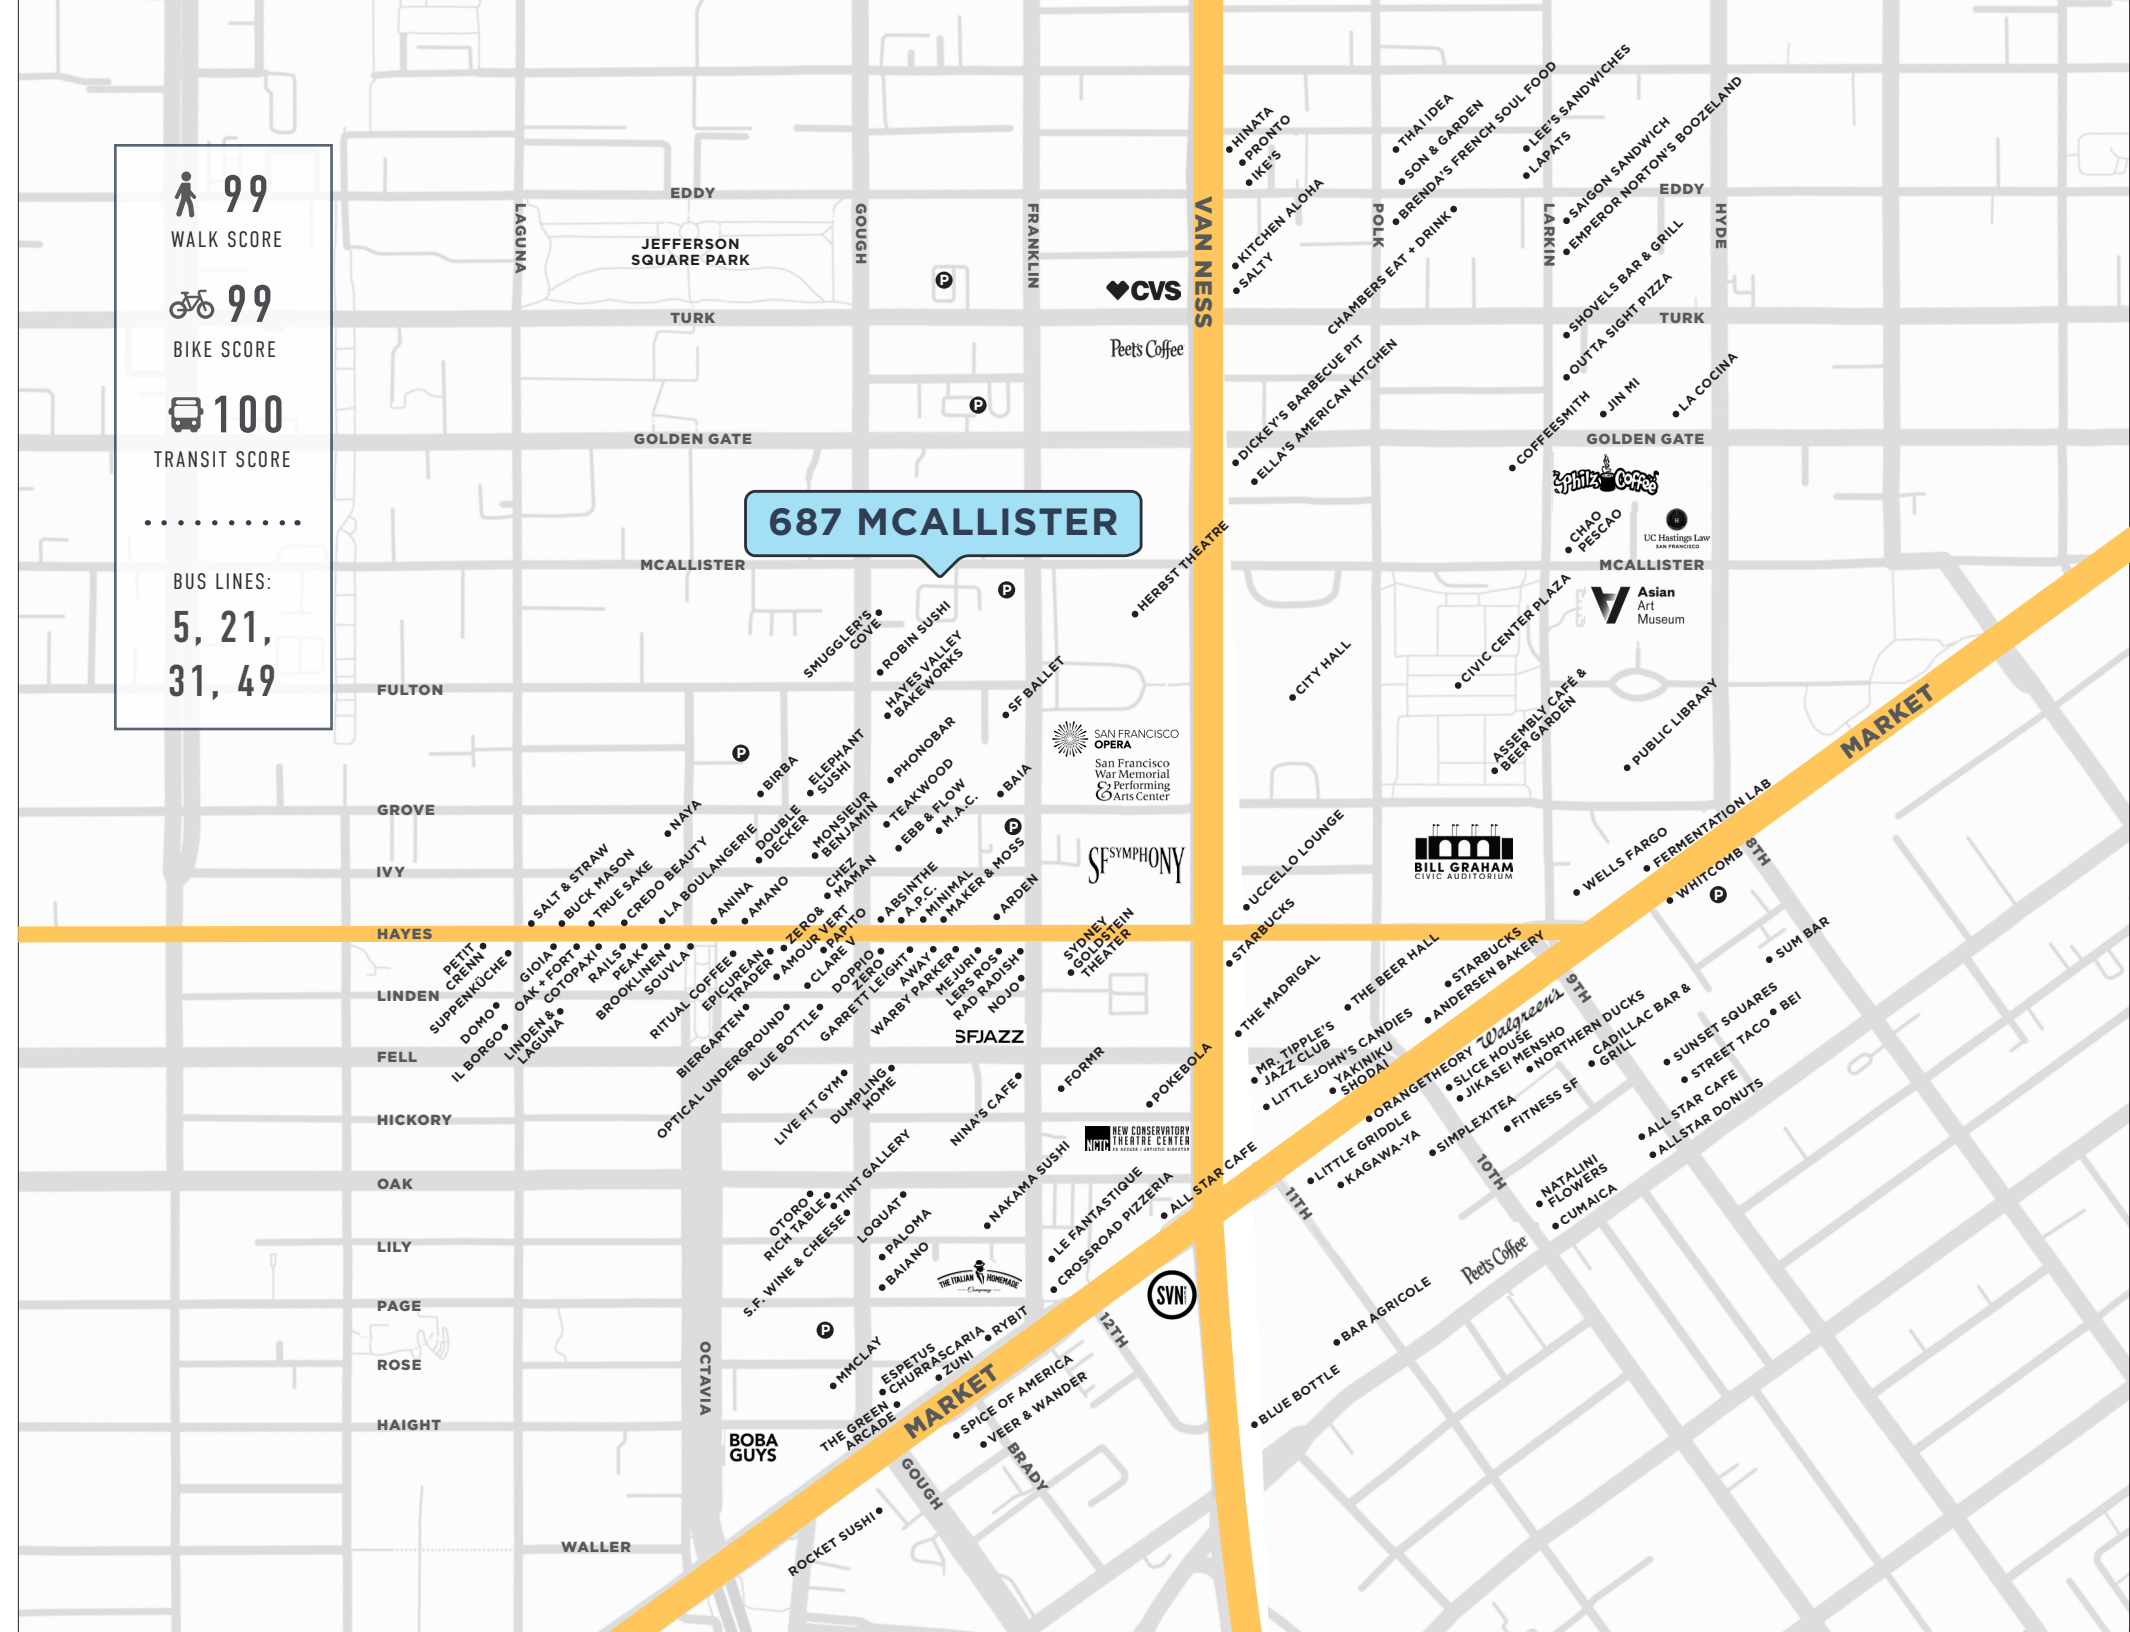 99
WALK SCORE
99
BIKE SCORE
100
TRANSIT SCORE
BUS LINES:
5, 21,
31, 49
687 MCALLISTER
EDDY
EDDY
JEFFERSON
SQUARE PARK
LAGUNA
GOUGH
FRANKLIN
VAN NESS
POLK
LARKIN
HYDE
TURK
TURK
GOLDEN GATE
GOLDEN GATE
MCALLISTER
MCALLISTER
FULTON
GROVE
IVY
HAYES
LINDEN
FELL
HICKORY
OAK
LILY
PAGE
ROSE
HAIGHT
WALLER
OCTAVIA
MARKET
MARKET
GOUGH
BRADY
12TH
11TH
10TH
9TH
8TH
P
P
P
P
P
P
P
CVS
Peet's Coffee
HINATA
PRONTO
IKE'S
KITCHEN ALOHA
SALTY
THAI IDEA
SON & GARDEN
BRENDA'S FRENCH SOUL FOOD
CHAMBERS EAT + DRINK
LEE'S SANDWICHES
LAPATS
SAIGON SANDWICH
EMPEROR NORTON'S BOOZELAND
SHOVELS BAR & GRILL
OUTTA SIGHT PIZZA
DICKEY'S BARBECUE PIT
ELLA'S AMERICAN KITCHEN
COFFEESMITH
JIN MI
LA COCINA
Philz Coffee
CHAO
PESCAO
UC Hastings Law
SAN FRANCISCO
Asian
Art
Museum
HERBST THEATRE
CITY HALL
CIVIC CENTER PLAZA
ASSEMBLY CAFÉ &
BEER GARDEN
PUBLIC LIBRARY
SMUGGLER'S
COVE
ROBIN SUSHI
HAYES VALLEY
BAKEWORKS
SF BALLET
SAN FRANCISCO
OPERA
San Francisco
War Memorial
& Performing
Arts Center
BIRBA
ELEPHANT
SUSHI
PHONOBAR
TEAKWOOD
EBB & FLOW
M.A.C.
BAIA
NAYA
DOUBLE
DECKER
MONSIEUR
BENJAMIN
CHEZ
MAMAN
SALT & STRAW
BUCK MASON
TRUE SAKE
CREDO BEAUTY
LA BOULANGERIE
ANINA
AMANO
ZERO&
AMOUR VERT
PAPITO
CLARE V
ABSINTHE
A.P.C.
MINIMAL
MAKER & MOSS
ARDEN
SF SYMPHONY
SYDNEY
GOLDSTEIN
THEATER
UCCELLO LOUNGE
STARBUCKS
BILL GRAHAM
CIVIC AUDITORIUM
WELLS FARGO
FERMENTATION LAB
WHITCOMB
SUM BAR
PETIT
CRENN
SUPPENKÜCHE
DOMO
IL BORGO
GIOIA
OAK + FORT
COTOPAXI
LINDEN &
LAGUNA
RAILS
PEAK
BROOKLINEN
SOUVLA
RITUAL COFFEE
EPICUREAN
TRADER
BIERGARTEN
OPTICAL UNDERGROUND
BLUE BOTTLE
DOPPIO
ZERO
GARRETT LEIGHT
AWAY
WARBY PARKER
MEJURI
LERS ROS
RAD RADISH
NOJO
SFJAZZ
LIVE FIT GYM
DUMPLING
HOME
NINA'S CAFE
FORMR
POKEBOLA
THE MADRIGAL
THE BEER HALL
STARBUCKS
ANDERSEN BAKERY
MR. TIPPLE'S
JAZZ CLUB
LITTLEJOHN'S CANDIES
YAKINIKU
SHODAI
ORANGETHEORY
Walgreens
SLICE HOUSE
JIKASEI MENSHO
NORTHERN DUCKS
CADILLAC BAR &
GRILL
SUNSET SQUARES
STREET TACO
BEI
ALL STAR CAFE
ALLSTAR DONUTS
LITTLE GRIDDLE
KAGAWA-YA
SIMPLEXITEA
FITNESS SF
NATALINI
FLOWERS
CUMAICA
Peet's Coffee
BAR AGRICOLE
BLUE BOTTLE
NCTC
NEW CONSERVATORY
THEATRE CENTER
NAKAMA SUSHI
LE FANTASTIQUE
CROSSROAD PIZZERIA
ALL STAR CAFE
OTORO
RICH TABLE
TINT GALLERY
S.F. WINE & CHEESE
LOQUAT
PALOMA
BAIANO
THE ITALIAN HOMEMADE
Company
SVN
MMCLAY
ESPETUS
CHURRASCARIA
RYBIT
ZUNI
THE GREEN
ARCADE
SPICE OF AMERICA
VEER & WANDER
BOBA
GUYS
ROCKET SUSHI